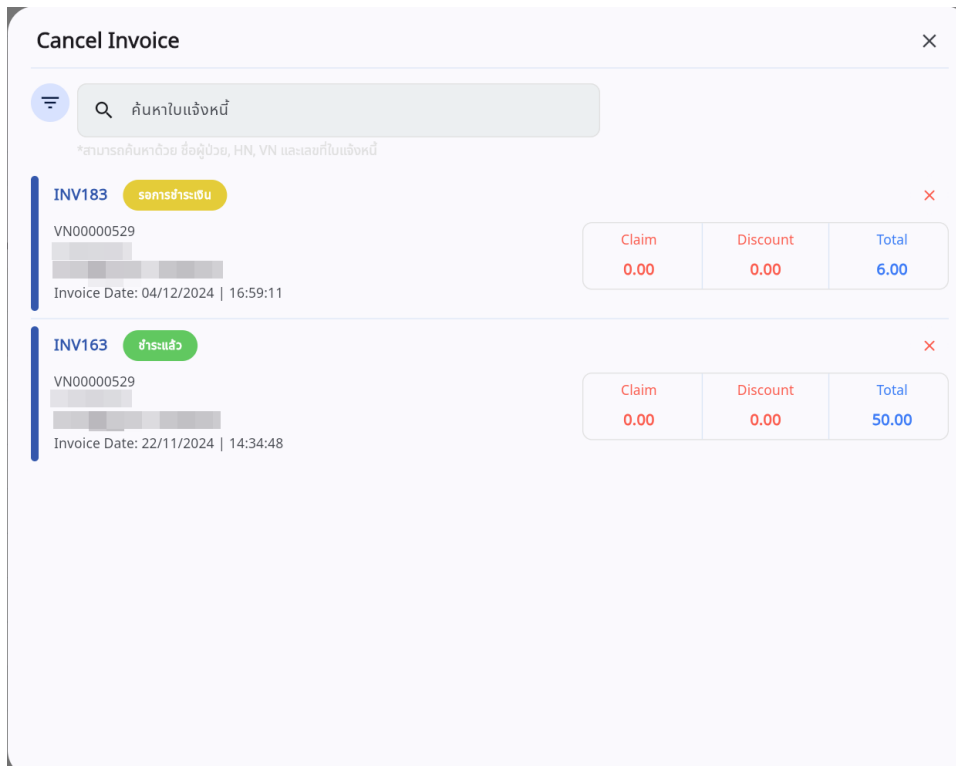 Cancel Invoice
ค้นหาใบแจ้งหนี้
*สามารถค้นหาด้วย ชื่อผู้ป่วย, HN, VN และเลขที่ใบแจ้งหนี้
INV183 รอการชำระเงิน
VN00000529
Claim Discount Total
0.00 0.00 6.00
Invoice Date: 04/12/2024 | 16:59:11
INV163 ชำระแล้ว
VN00000529
Claim Discount Total
0.00 0.00 50.00
Invoice Date: 22/11/2024 | 14:34:48